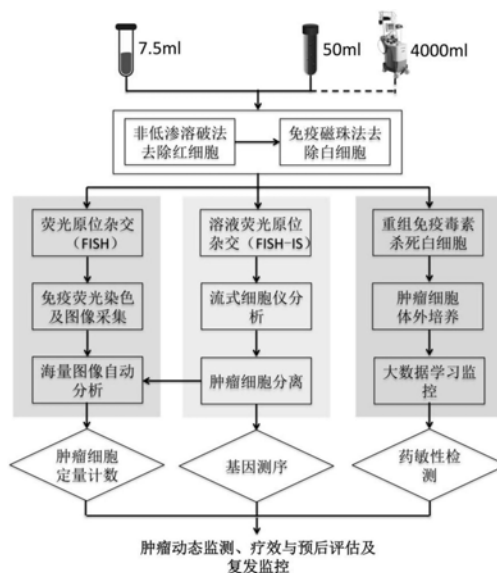 7.5ml
50ml
4000ml
非低渗溶破法
去除红细胞
免疫磁珠法去
除白细胞
荧光原位杂交
（FISH）
免疫荧光染色
及图像采集
海量图像自动
分析
肿瘤细胞
定量计数
溶液荧光原位
杂交（FISH-IS）
流式细胞仪分
析
肿瘤细胞分离
基因测序
重组免疫毒素
杀死白细胞
肿瘤细胞
体外培养
大数据学习监
控
药敏性检
测
肿瘤动态监测、疗效与预后评估及
复发监控